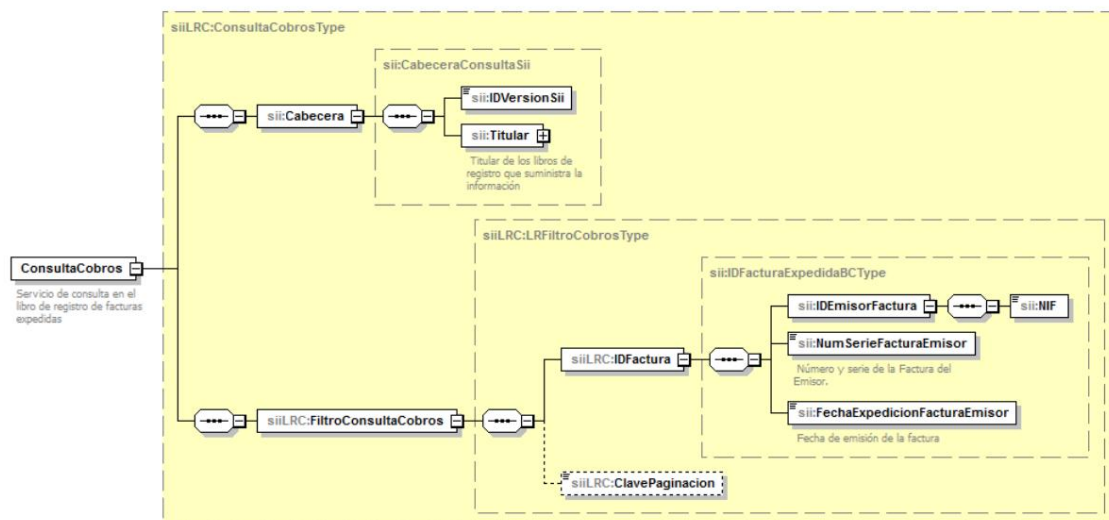 siiLRC:ConsultaCobrosType
sii:CabeceraConsultaSii
sii:IDVersionSii
sii:Cabecera
sii:Titular
Titular de los libros de
registro que suministra la
información
siiLRC:LRFiltroCobrosType
ConsultaCobros
Servicio de consulta en el
libro de registro de facturas
expedidas
sii:IDFacturaExpedidaBCType
sii:IDEmisorFactura
sii:NIF
sii:NumSerieFacturaEmisor
Número y serie de la Factura del
Emisor.
siiLRC:IDFactura
sii:FechaExpedicionFacturaEmisor
Fecha de emisión de la factura
siiLRC:FiltroConsultaCobros
siiLRC:ClavePaginacion